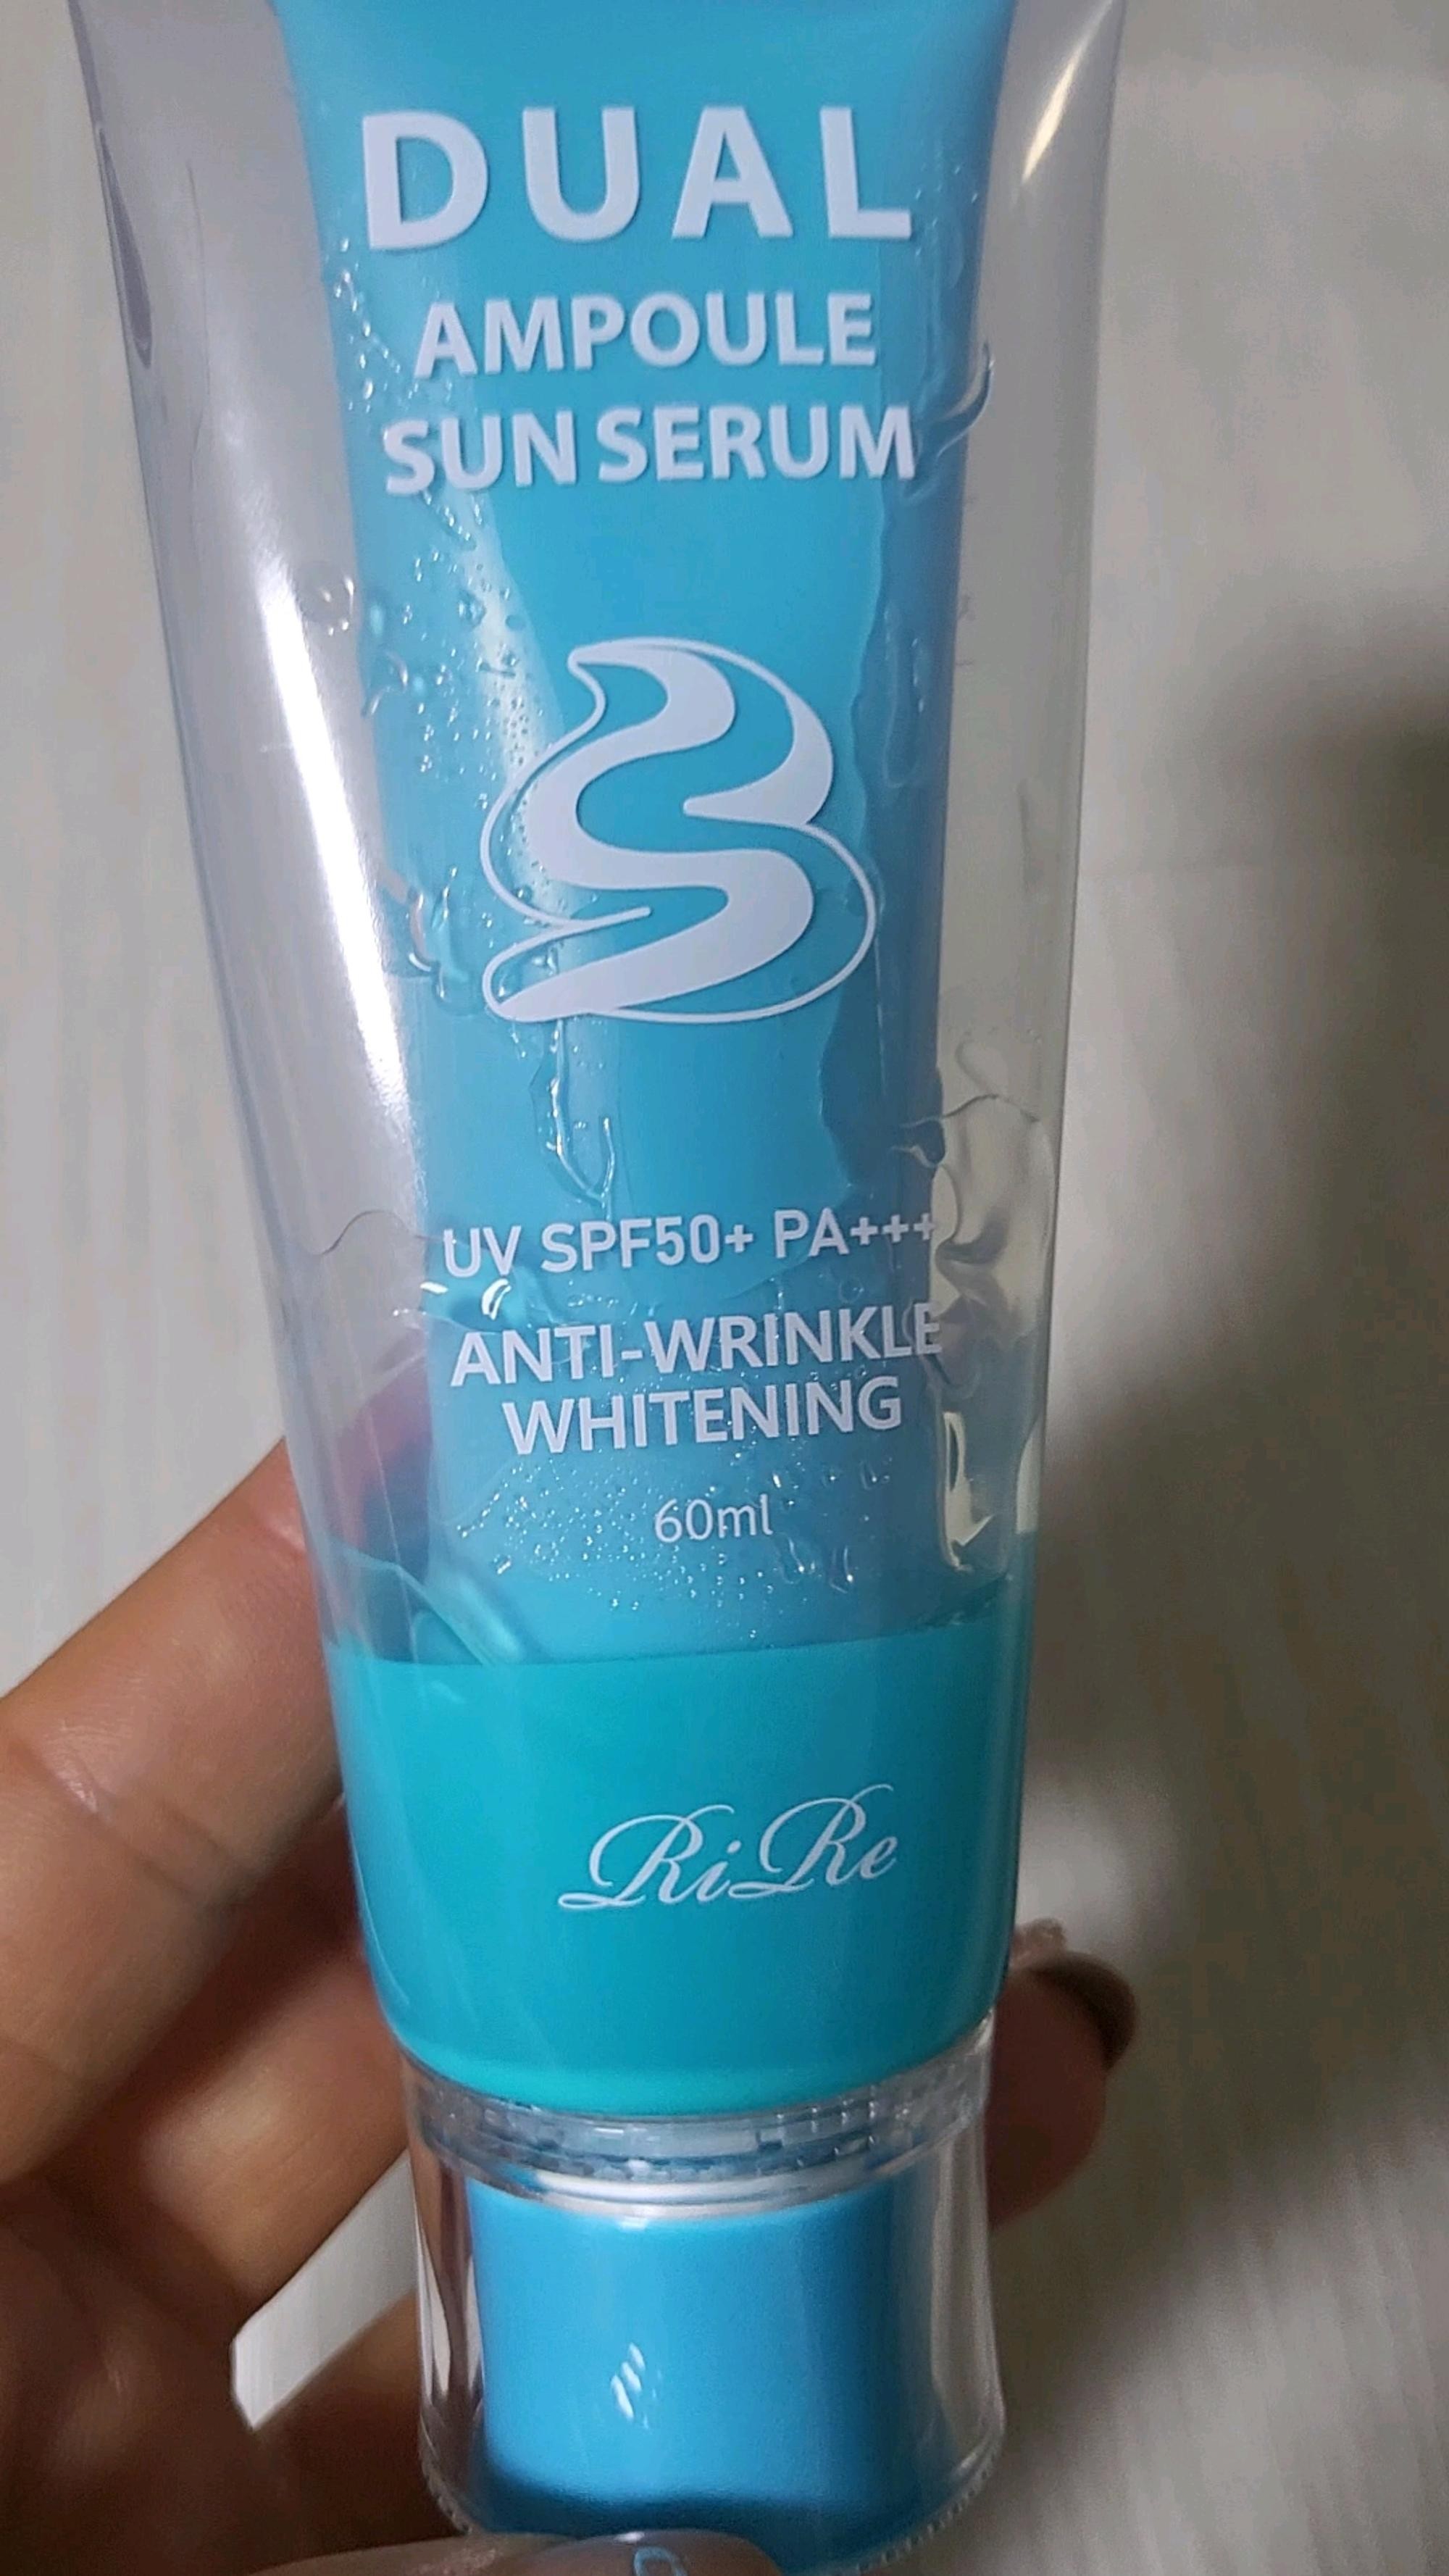 DUAL
AMPOULE
SUN SERUM
UV SPF50+ PA+++
ANTI-WRINKLE
WHITENING
60ml
RiRe